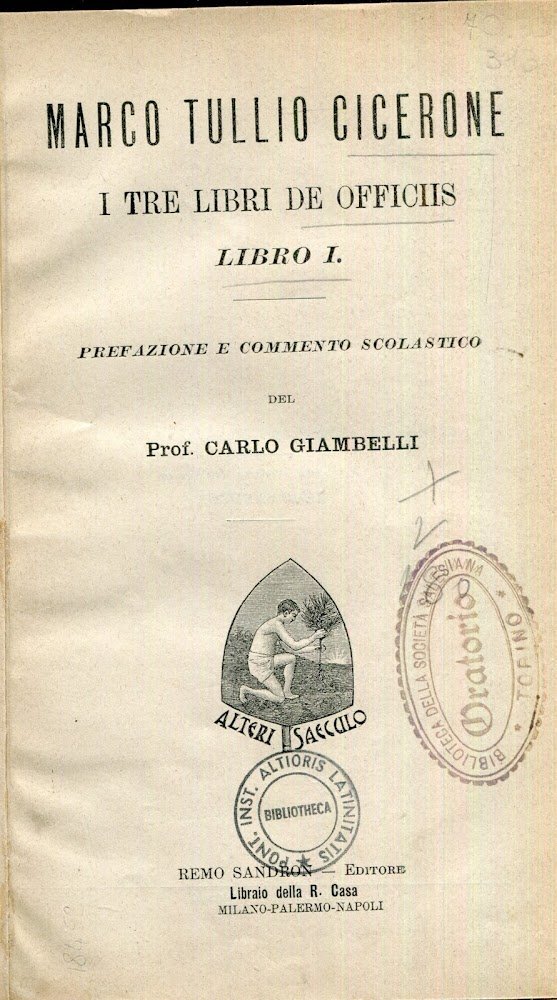 MARCO TULLIO CICERONE
I TRE LIBRI DE OFFICIIS
LIBRO I.
PREFAZIONE E COMMENTO SCOLASTICO
DEL
Prof. CARLO GIAMBELLI
ALTERI SAECULO
PONT. INST. ALTIORIS LATINITATIS
BIBLIOTHECA
BIBLIOTECA DELLA SOCIETÀ SALESIANA
Oratorio
TORINO
REMO SANDRON — EDITORE
Libraio della R. Casa
MILANO-PALERMO-NAPOLI